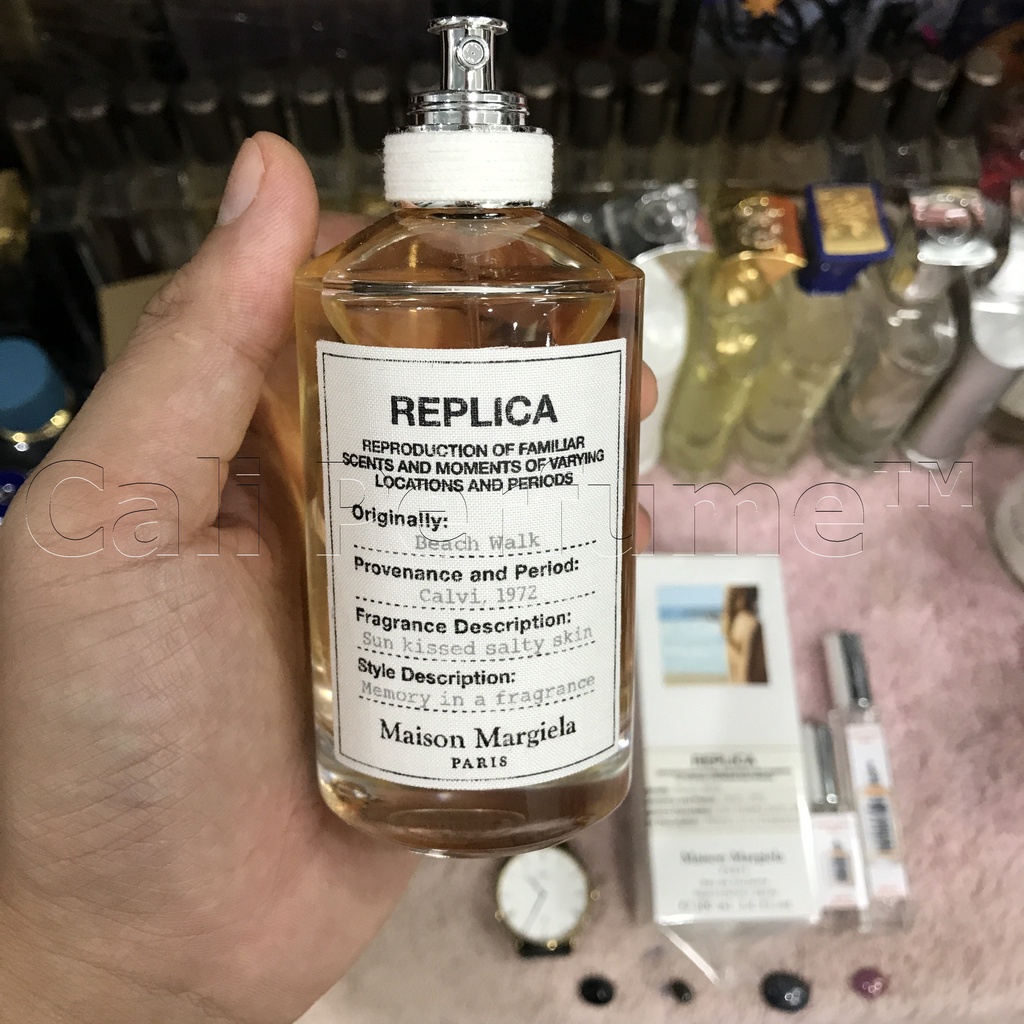 REPLICA
REPRODUCTION OF FAMILIAR
SCENTS AND MOMENTS OF VARYING
LOCATIONS AND PERIODS
Originally:
Beach Walk
Provenance and Period:
Calvi, 1972
Fragrance Description:
Sun kissed salty skin
Style Description:
Memory in a fragrance
Maison Margiela
PARIS
Cali Perfume™
REPLICA
Maison Margiela